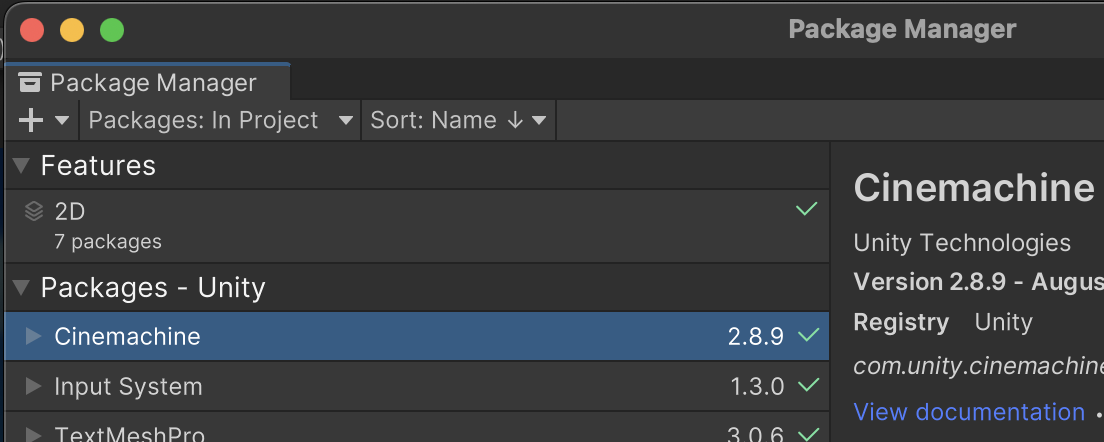 Package Manager
Package Manager
Packages: In Project
Sort: Name ↓
Features
2D
7 packages
Packages - Unity
Cinemachine 2.8.9
Input System 1.3.0
TextMeshPro 3.0.6
Cinemachine
Unity Technologies
Version 2.8.9 - Augus
Registry Unity
com.unity.cinemachine
View documentation •